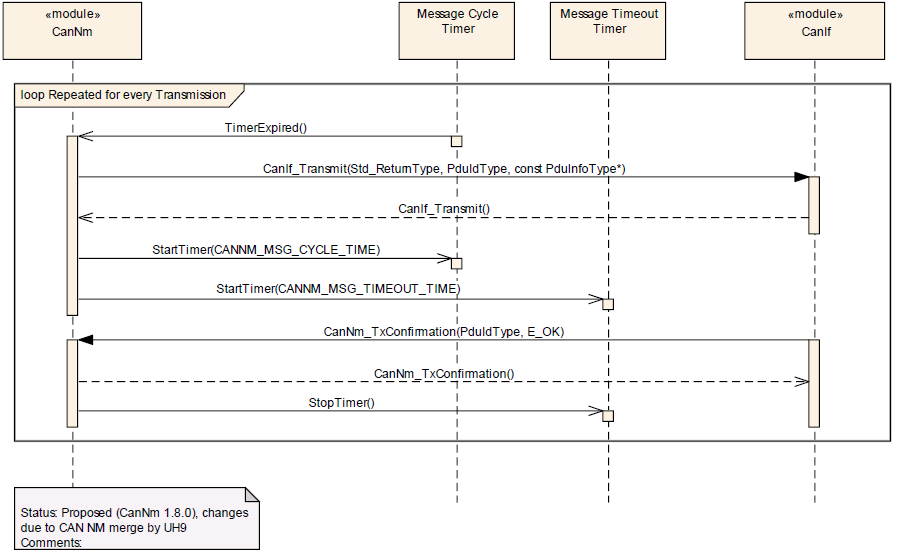 «module»
CanNm
Message Cycle
Timer
Message Timeout
Timer
«module»
CanIf
loop Repeated for every Transmission
TimerExpired()
CanIf_Transmit(Std_ReturnType, PduIdType, const PduInfoType*)
CanIf_Transmit()
StartTimer(CANNM_MSG_CYCLE_TIME)
StartTimer(CANNM_MSG_TIMEOUT_TIME)
CanNm_TxConfirmation(PduIdType, E_OK)
CanNm_TxConfirmation()
StopTimer()
Status: Proposed (CanNm 1.8.0), changes
due to CAN NM merge by UH9
Comments: